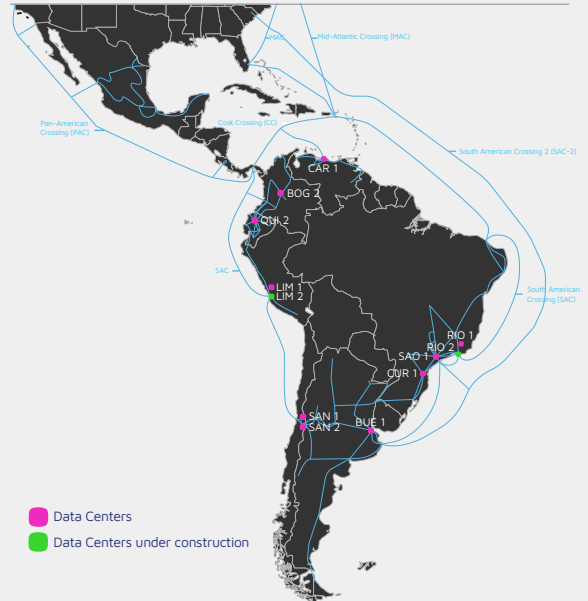 MAC
Mid-Atlantic Crossing (MAC)
Pan-American
Crossing (PAC)
Cook Crossing (CC)
South American
Crossing 2 (SAC-2)
CAR 1
BOG 2
QUI 2
SAC
LIM 1
LIM 2
South American
Crossing (SAC)
RIO 1
RIO 2
SAO 1
CUR 1
SAN 1
SAN 2
BUE 1
Data Centers
Data Centers under construction